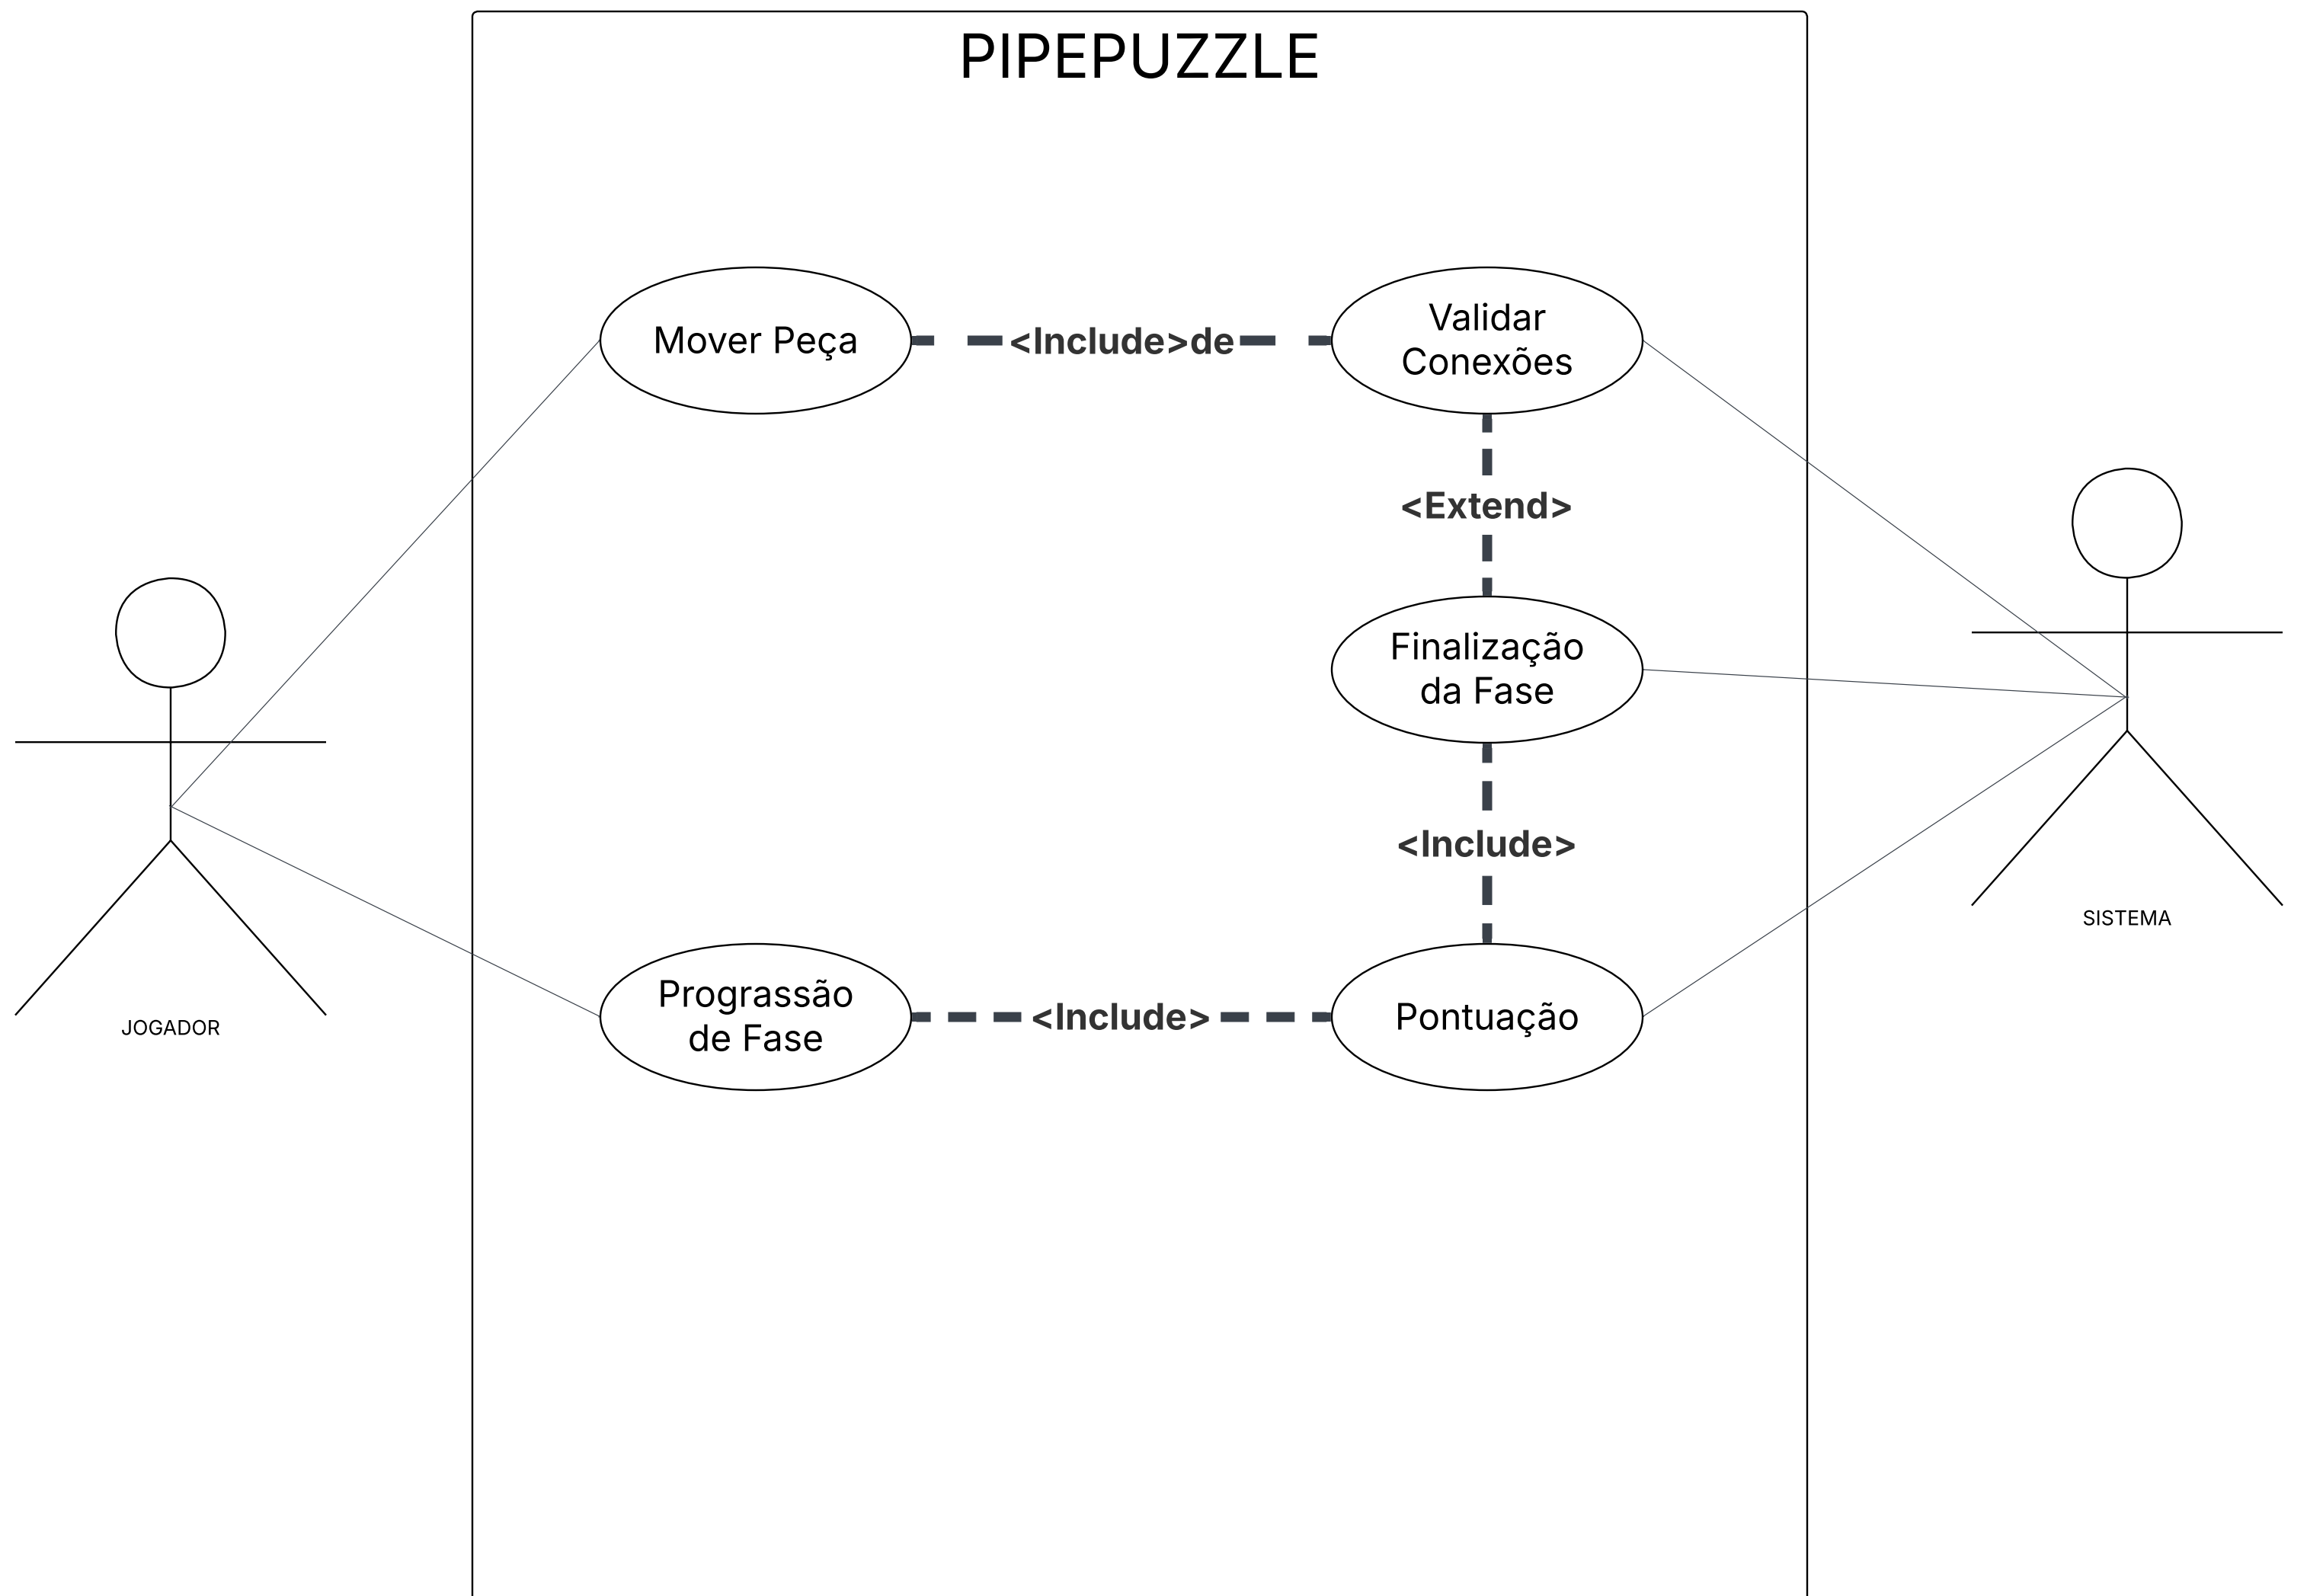 PIPEPUZZLE
Mover Peça
<Include>de
Validar
Conexões
<Extend>
Finalização
da Fase
<Include>
SISTEMA
Prograssão
de Fase
<Include>
Pontuação
JOGADOR